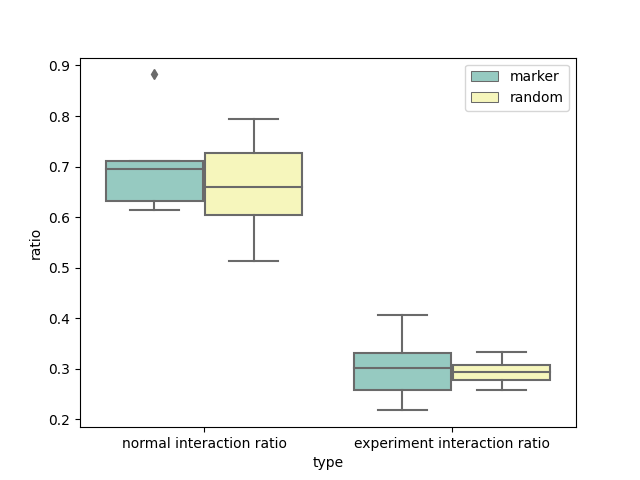 0.9
0.8
0.7
0.6
0.5
0.4
0.3
0.2
ratio
marker
random
normal interaction ratio
experiment interaction ratio
type